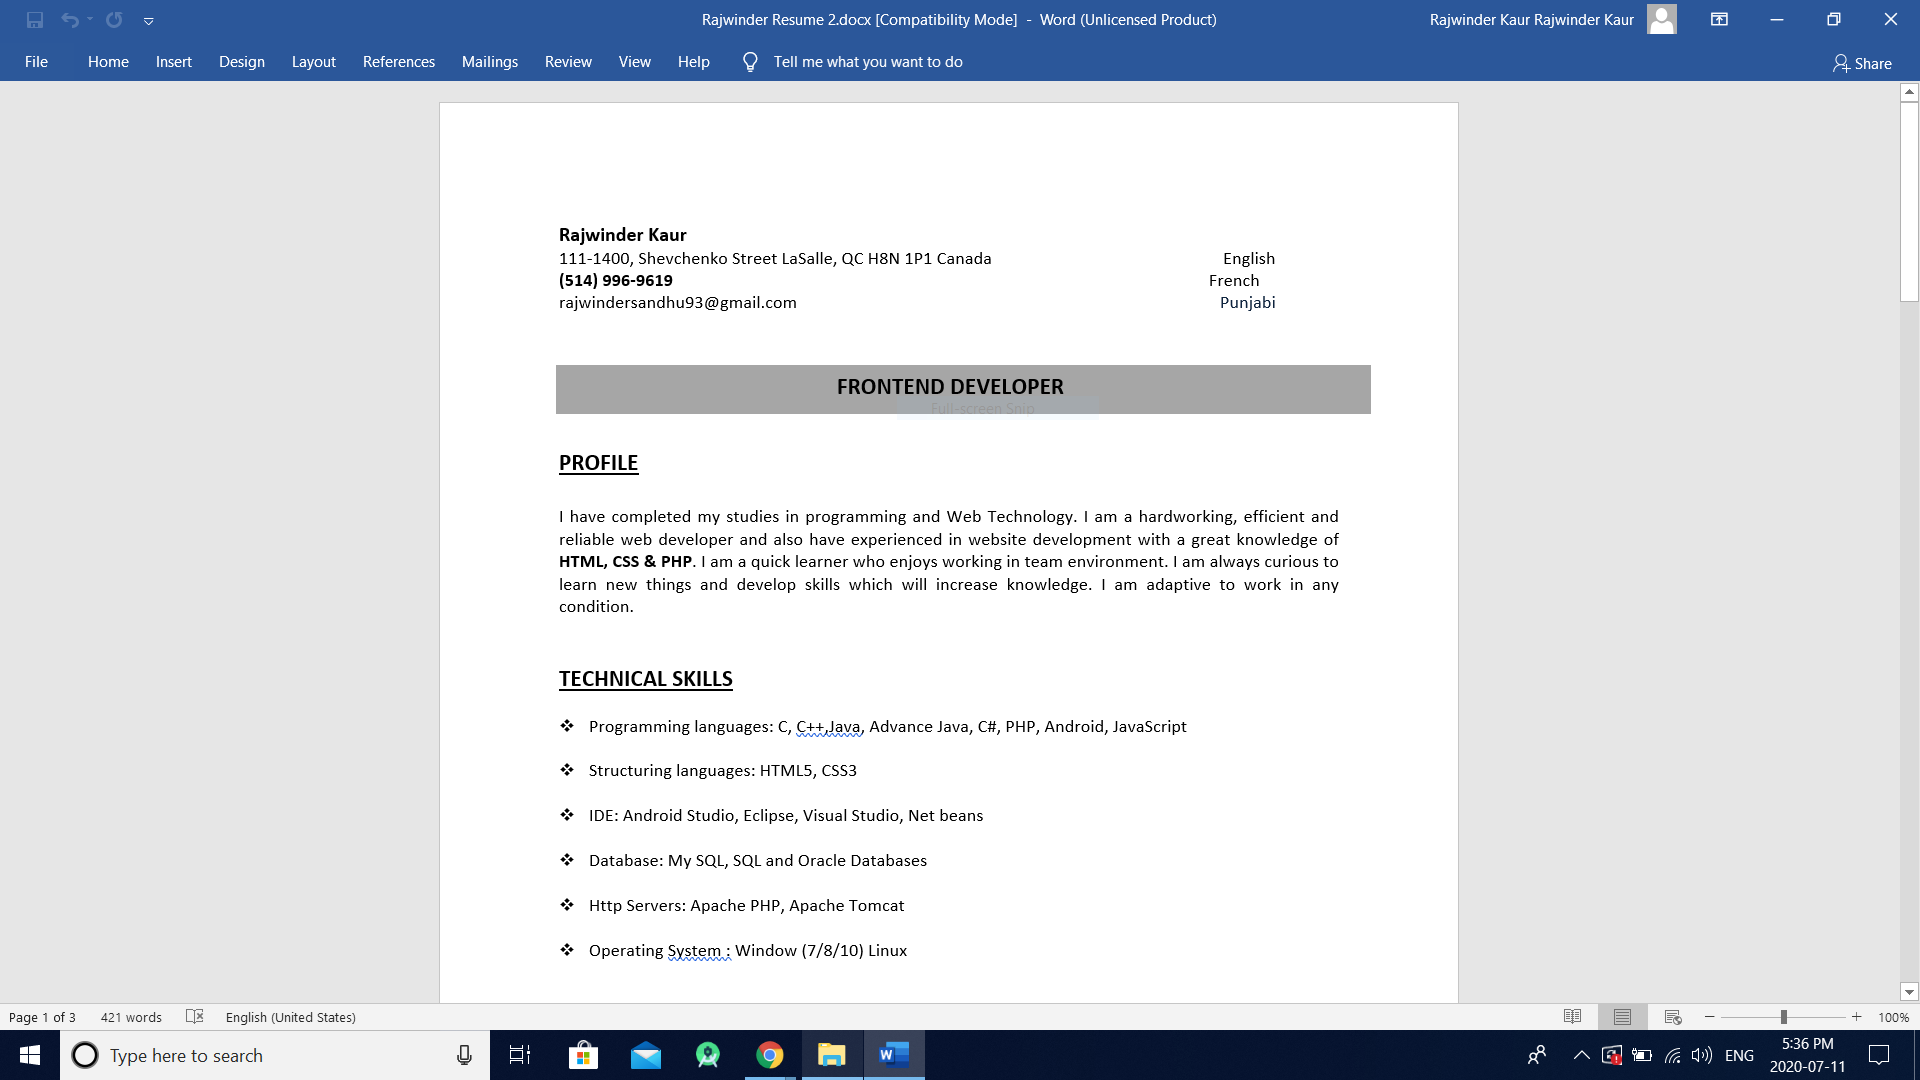 Rajwinder Resume 2.docx [Compatibility Mode] - Word (Unlicensed Product)
Rajwinder Kaur Rajwinder Kaur
File Home Insert Design Layout References Mailings Review View Help Tell me what you want to do
Share
Rajwinder Kaur
111-1400, Shevchenko Street LaSalle, QC H8N 1P1 Canada English
(514) 996-9619 French
rajwindersandhu93@gmail.com Punjabi
FRONTEND DEVELOPER
Full-screen Snip
PROFILE
I have completed my studies in programming and Web Technology. I am a hardworking, efficient and
reliable web developer and also have experienced in website development with a great knowledge of
HTML, CSS & PHP. I am a quick learner who enjoys working in team environment. I am always curious to
learn new things and develop skills which will increase knowledge. I am adaptive to work in any
condition.
TECHNICAL SKILLS
❖ Programming languages: C, C++,Java, Advance Java, C#, PHP, Android, JavaScript
❖ Structuring languages: HTML5, CSS3
❖ IDE: Android Studio, Eclipse, Visual Studio, Net beans
❖ Database: My SQL, SQL and Oracle Databases
❖ Http Servers: Apache PHP, Apache Tomcat
❖ Operating System : Window (7/8/10) Linux
Page 1 of 3 421 words English (United States) 100%
Type here to search
ENG
5:36 PM
2020-07-11